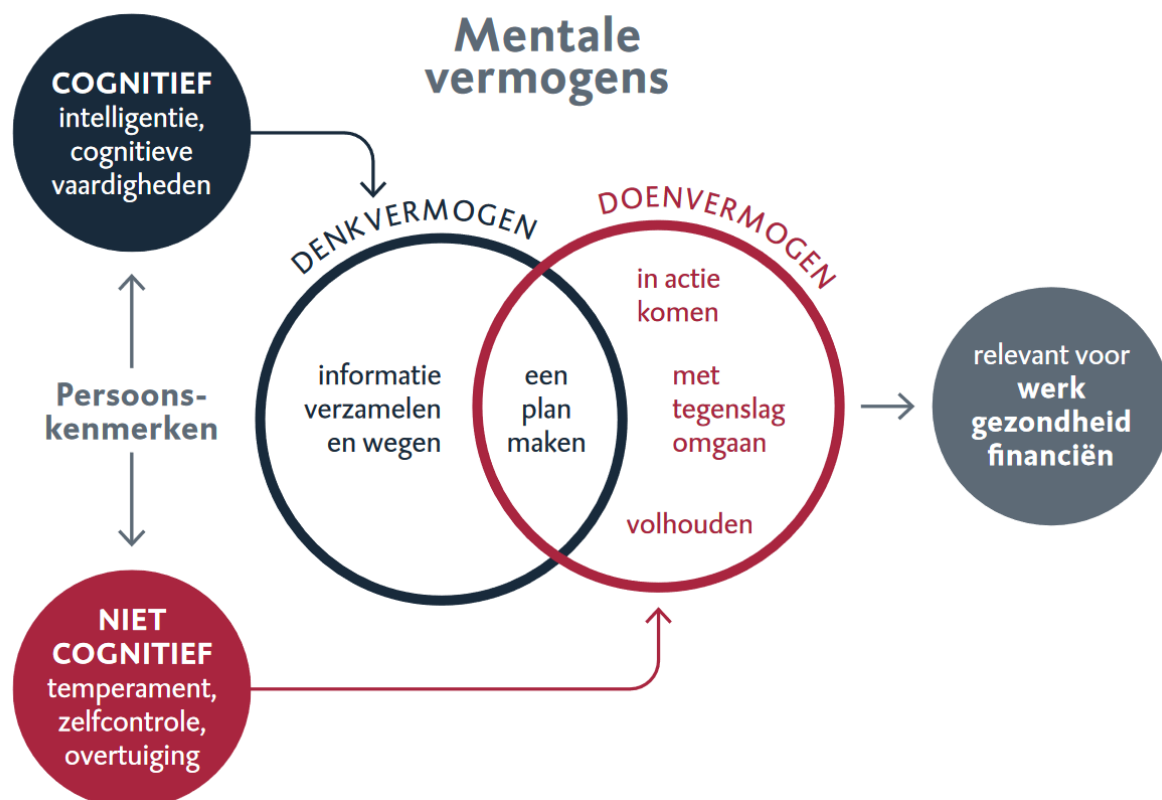 Mentale
vermogens
COGNITIEF
intelligentie,
cognitieve
vaardigheden
Persoons-
kenmerken
NIET
COGNITIEF
temperament,
zelfcontrole,
overtuiging
DENKVERMOGEN
informatie
verzamelen
en wegen
een
plan
maken
DOENVERMOGEN
in actie
komen
met
tegenslag
omgaan
volhouden
relevant voor
werk
gezondheid
financiën